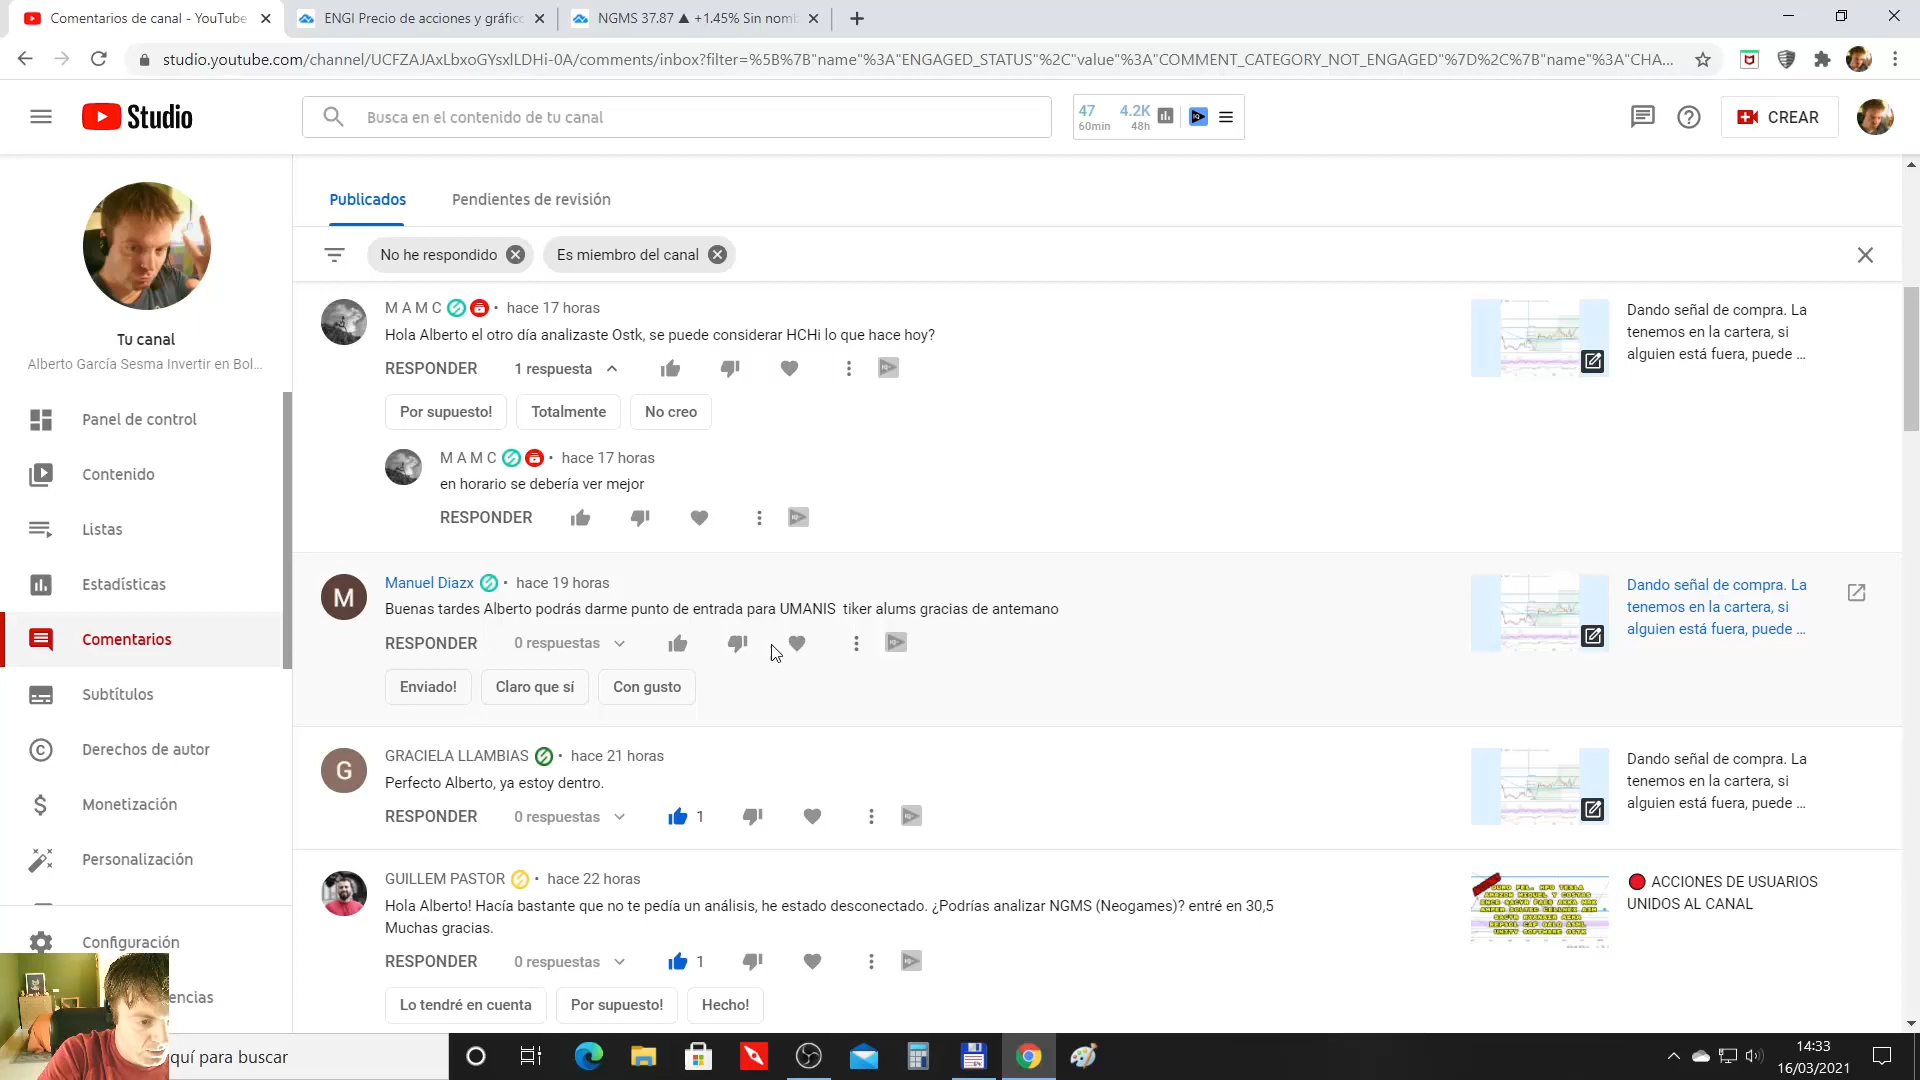 Comentarios de canal - YouTube
ENGI Precio de acciones y gráfic
NGMS 37.87 ▲ +1.45% Sin nom
studio.youtube.com/channel/UCFZAJAxLbxoGYsxlLDHi-0A/comments/inbox?filter=%5B%7B"name"%3A"ENGAGED_STATUS"%2C"value"%3A"COMMENT_CATEGORY_NOT_ENGAGED"%7D%2C%7B"name"%3A"CHA...
Studio
Busca en el contenido de tu canal
47
60min
4.2K
48h
CREAR
Tu canal
Alberto García Sesma Invertir en Bol...
Panel de control
Contenido
Listas
Estadísticas
Comentarios
Subtítulos
Derechos de autor
Monetización
Personalización
Configuración
encias
Publicados
Pendientes de revisión
No he respondido
Es miembro del canal
M A M C • hace 17 horas
Hola Alberto el otro día analizaste Ostk, se puede considerar HCHi lo que hace hoy?
RESPONDER 1 respuesta
Por supuesto! Totalmente No creo
Dando señal de compra. La
tenemos en la cartera, si
alguien está fuera, puede ...
M A M C • hace 17 horas
en horario se debería ver mejor
RESPONDER
M
Manuel Diazx • hace 19 horas
Buenas tardes Alberto podrás darme punto de entrada para UMANIS tiker alums gracias de antemano
RESPONDER 0 respuestas
Enviado! Claro que sí Con gusto
Dando señal de compra. La
tenemos en la cartera, si
alguien está fuera, puede ...
G
GRACIELA LLAMBIAS • hace 21 horas
Perfecto Alberto, ya estoy dentro.
RESPONDER 0 respuestas 1
Dando señal de compra. La
tenemos en la cartera, si
alguien está fuera, puede ...
GUILLEM PASTOR • hace 22 horas
Hola Alberto! Hacía bastante que no te pedía un análisis, he estado desconectado. ¿Podrías analizar NGMS (Neogames)? entré en 30,5
Muchas gracias.
RESPONDER 0 respuestas 1
Lo tendré en cuenta Por supuesto! Hecho!
ACCIONES DE USUARIOS
UNIDOS AL CANAL
quí para buscar
14:33
16/03/2021